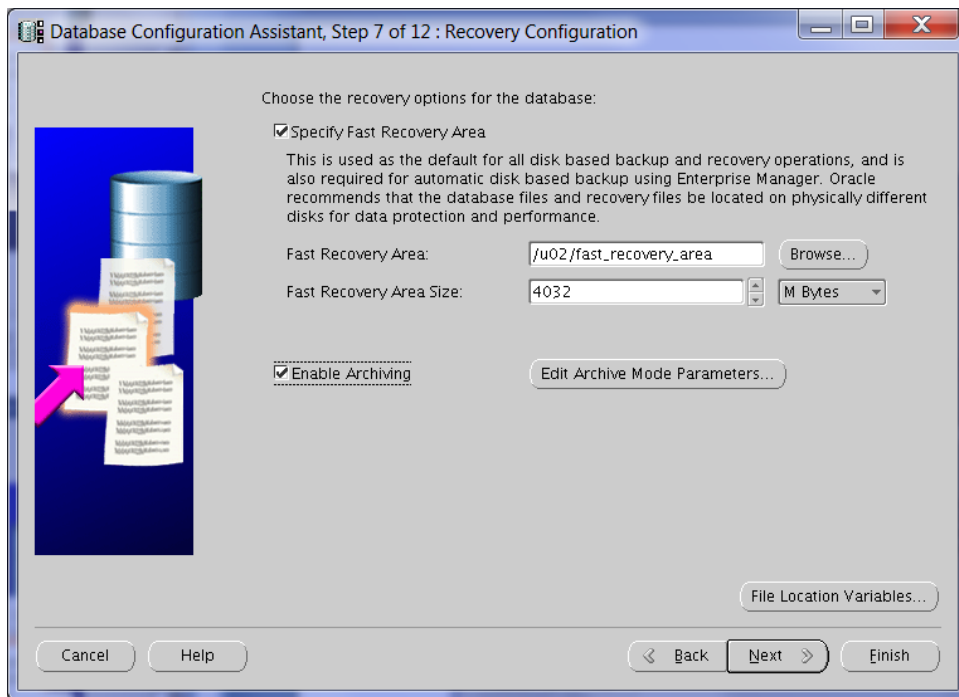 Database Configuration Assistant, Step 7 of 12 : Recovery Configuration
Choose the recovery options for the database:
Specify Fast Recovery Area
This is used as the default for all disk based backup and recovery operations, and is
also required for automatic disk based backup using Enterprise Manager. Oracle
recommends that the database files and recovery files be located on physically different
disks for data protection and performance.
Fast Recovery Area: /u02/fast_recovery_area Browse...
Fast Recovery Area Size: 4032 M Bytes
Enable Archiving Edit Archive Mode Parameters...
File Location Variables...
Cancel Help Back Next Finish